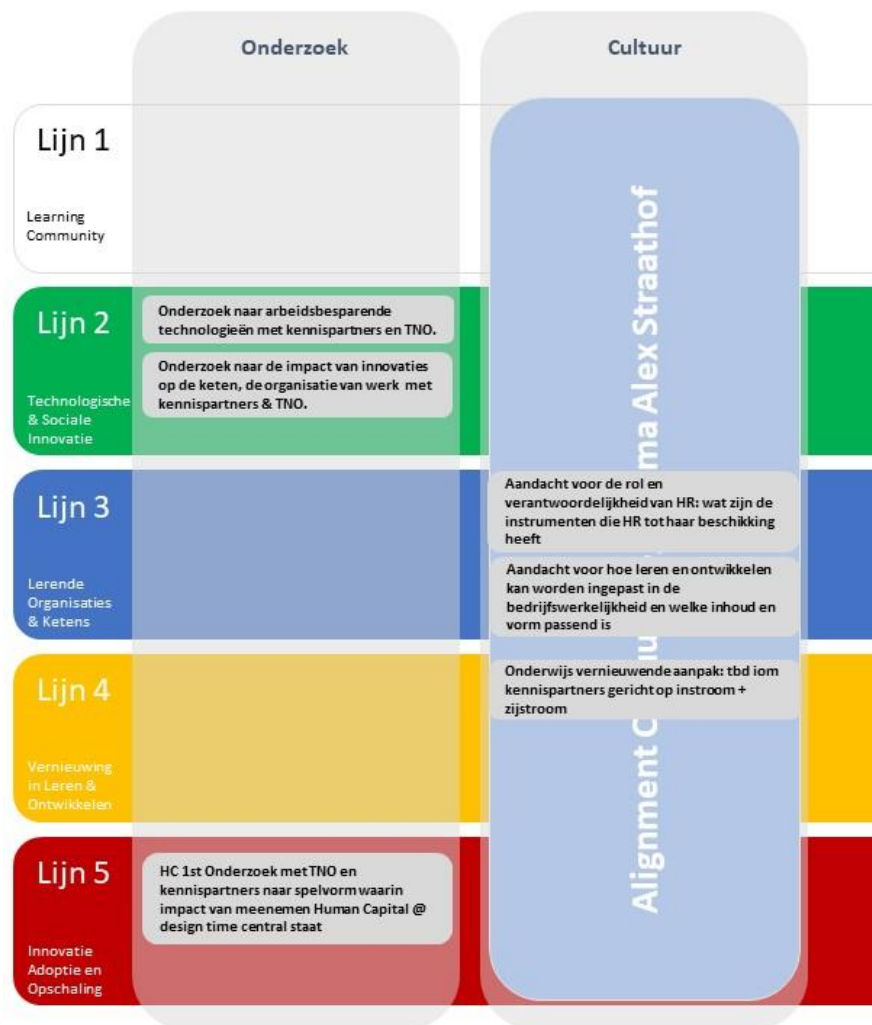 Onderzoek
Cultuur
Lijn 1
Learning
Community
Lijn 2
Technologische
& Sociale
Innovatie
Onderzoek naar arbeidsbesparende
technologieën met kennispartners en TNO.
Onderzoek naar de impact van innovaties
op de keten, de organisatie van werk met
kennispartners & TNO.
Lijn 3
Lerende
Organisaties
& Ketens
Aandacht voor de rol en
verantwoordelijkheid van HR: wat zijn de
instrumenten die HR tot haar beschikking
heeft
Aandacht voor hoe leren en ontwikkelen
kan worden ingepast in de
bedrijfswerkelijkheid en welke inhoud en
vorm passend is
Lijn 4
Vernieuwing
in Leren &
Ontwikkelen
Onderwijs vernieuwende aanpak: tbd iom
kennispartners gericht op instroom +
zijstroom
Lijn 5
Innovatie
Adoptie en
Opschaling
HC 1st Onderzoek met TNO en
kennispartners naar spelvorm waarin
impact van meenemen Human Capital @
design time central staat
Alignment Alex Straathof